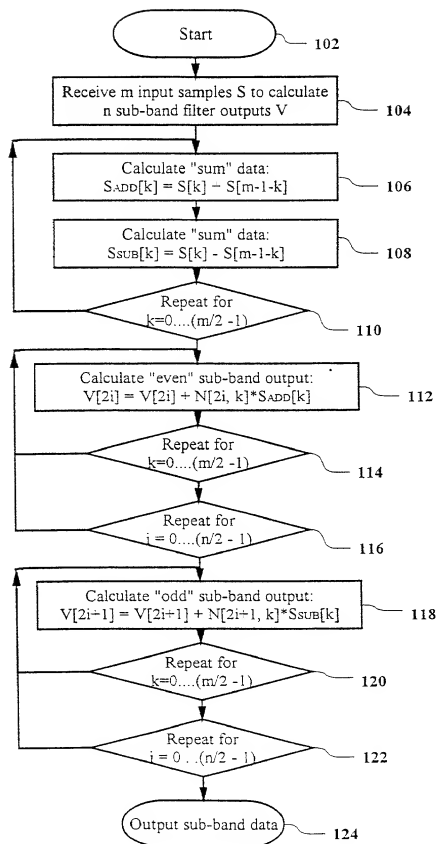 Start
102
Receive m input samples S to calculate
n sub-band filter outputs V
104
Calculate "sum" data:
SADD[k] = S[k] + S[m-1-k]
106
Calculate "sum" data:
SSUB[k] = S[k] - S[m-1-k]
108
Repeat for
k=0....(m/2 -1)
110
Calculate "even" sub-band output:
V[2i] = V[2i] + N[2i, k]*SADD[k]
112
Repeat for
k=0....(m/2 -1)
114
Repeat for
i = 0....(n/2 - 1)
116
Calculate "odd" sub-band output:
V[2i+1] = V[2i+1] + N[2i+1, k]*SSUB[k]
118
Repeat for
k=0....(m/2 -1)
120
Repeat for
i = 0 . . (n/2 - 1)
122
Output sub-band data
124